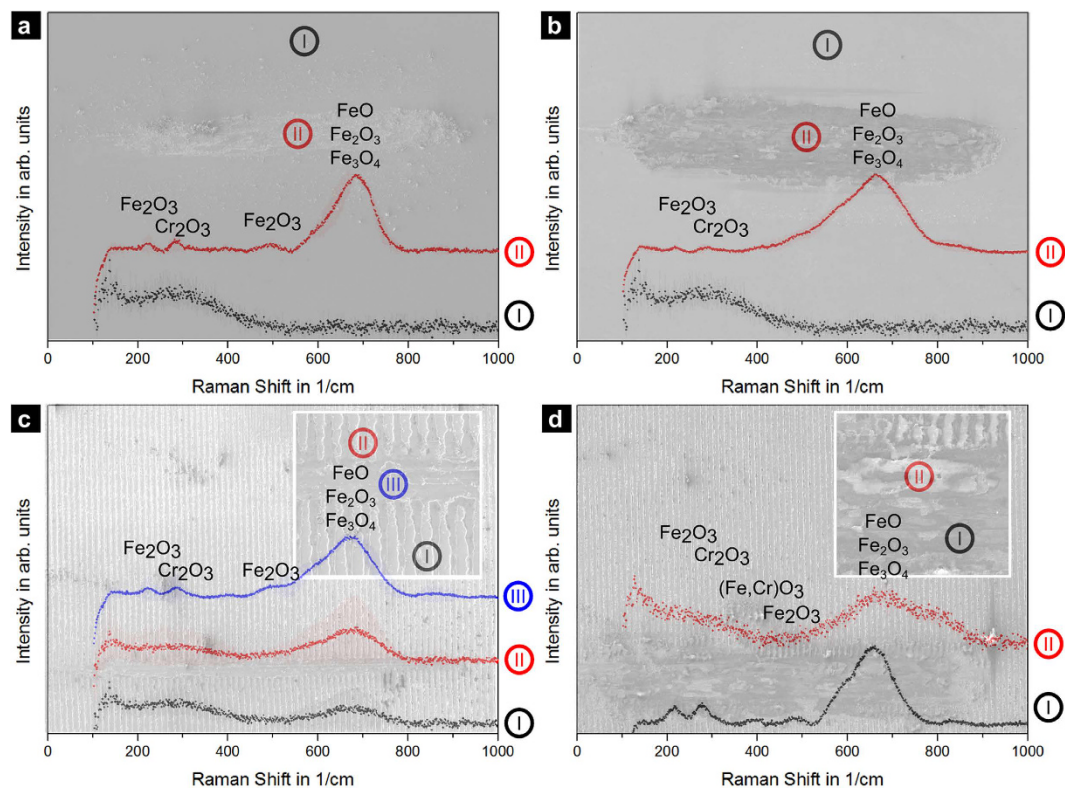 a
I
II
FeO
Fe₂O₃
Fe₃O₄
Fe₂O₃
Cr₂O₃
Fe₂O₃
II
I
Intensity in arb. units
0 200 400 600 800 1000
Raman Shift in 1/cm
b
I
II
FeO
Fe₂O₃
Fe₃O₄
Fe₂O₃
Cr₂O₃
II
I
Intensity in arb. units
0 200 400 600 800 1000
Raman Shift in 1/cm
c
II
FeO
III
Fe₂O₃
Fe₃O₄
I
Fe₂O₃
Cr₂O₃
Fe₂O₃
III
II
I
Intensity in arb. units
0 200 400 600 800 1000
Raman Shift in 1/cm
d
II
I
FeO
Fe₂O₃
Fe₃O₄
Fe₂O₃
Cr₂O₃
(Fe,Cr)O₃
Fe₂O₃
II
I
Intensity in arb. units
0 200 400 600 800 1000
Raman Shift in 1/cm